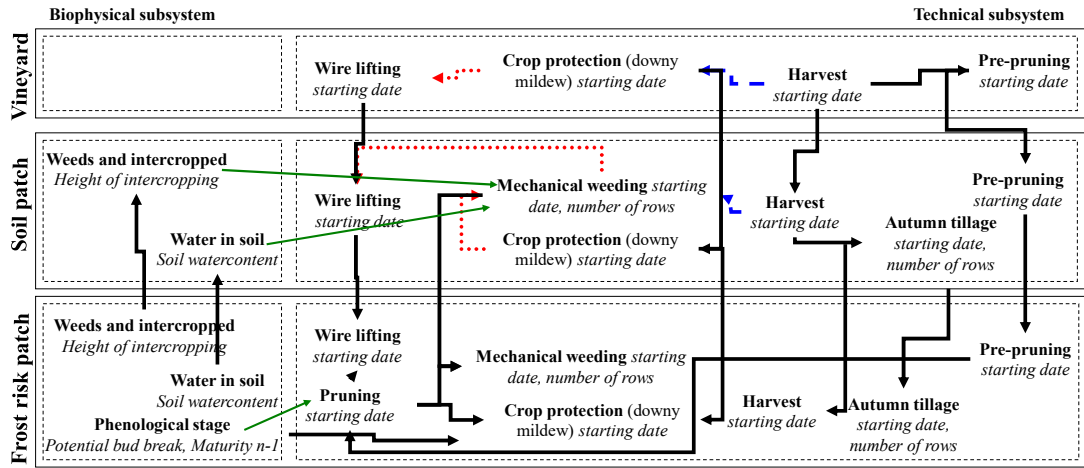 Biophysical subsystem
Technical subsystem
Vineyard
Wire lifting
starting date
Crop protection (downy
mildew) starting date
Harvest
starting date
Pre-pruning
starting date
Soil patch
Weeds and intercropped
Height of intercropping
Water in soil
Soil watercontent
Wire lifting
starting date
Mechanical weeding starting
date, number of rows
Crop protection (downy
mildew) starting date
Harvest
starting date
Autumn tillage
starting date,
number of rows
Pre-pruning
starting date
Frost risk patch
Weeds and intercropped
Height of intercropping
Water in soil
Soil watercontent
Phenological stage
Potential bud break, Maturity n-1
Wire lifting
starting date
Pruning
starting date
Mechanical weeding starting
date, number of rows
Crop protection (downy
mildew) starting date
Harvest
starting date
Autumn tillage
starting date,
number of rows
Pre-pruning
starting date